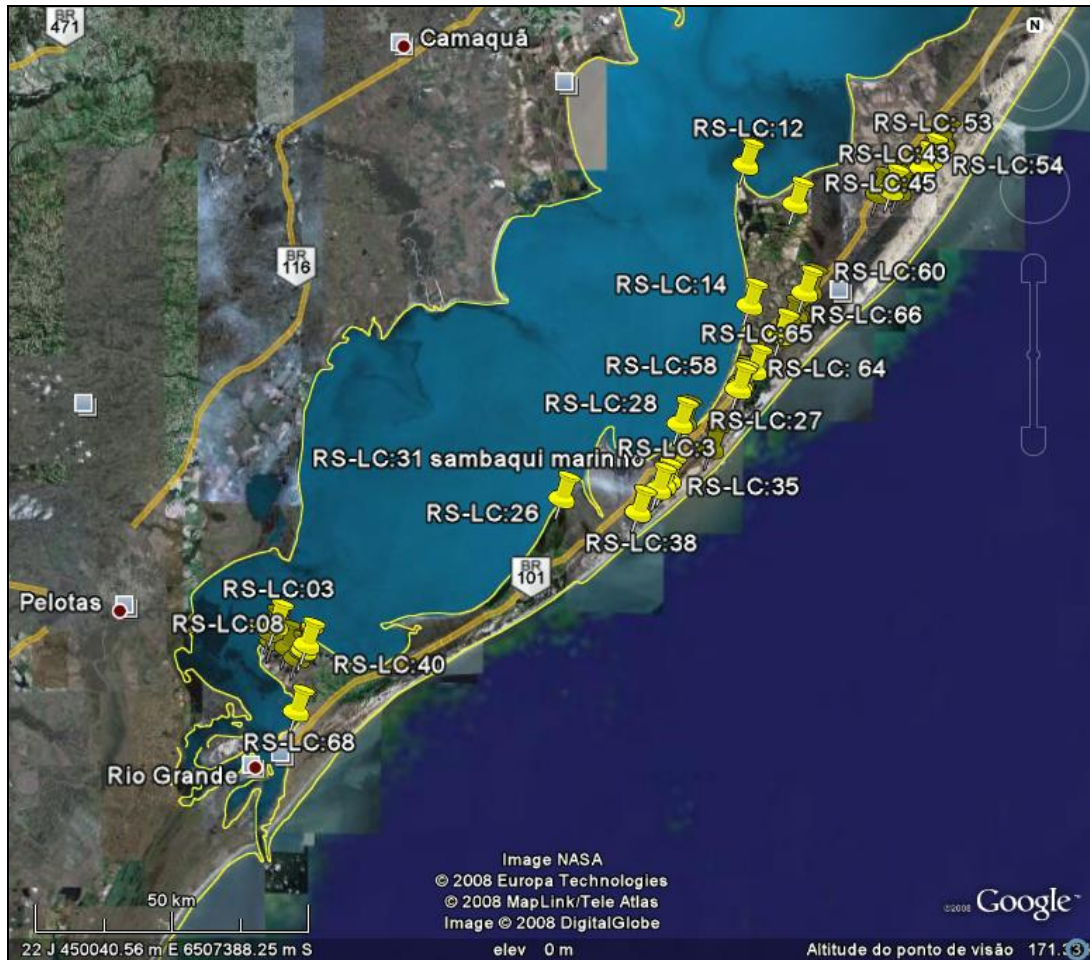 BR
471
Camaquã
N
RS-LC:12
RS-LC: 53
RS-LC:43
RS-LC:54
RS-LC:45
BR
116
RS-LC:14
RS-LC:60
RS-LC:65
RS-LC:66
RS-LC:58
RS-LC: 64
RS-LC:28
RS-LC:27
RS-LC:3
RS-LC:31 sambaqui marinho
RS-LC:35
RS-LC:26
RS-LC:38
BR
101
Pelotas
RS-LC:03
RS-LC:08
RS-LC:40
RS-LC:68
Rio Grande
Image NASA
© 2008 Europa Technologies
© 2008 MapLink/Tele Atlas
Image © 2008 DigitalGlobe
50 km
©2008 Google™
22 J 450040.56 m E 6507388.25 m S
elev 0 m
Altitude do ponto de visão 171.33